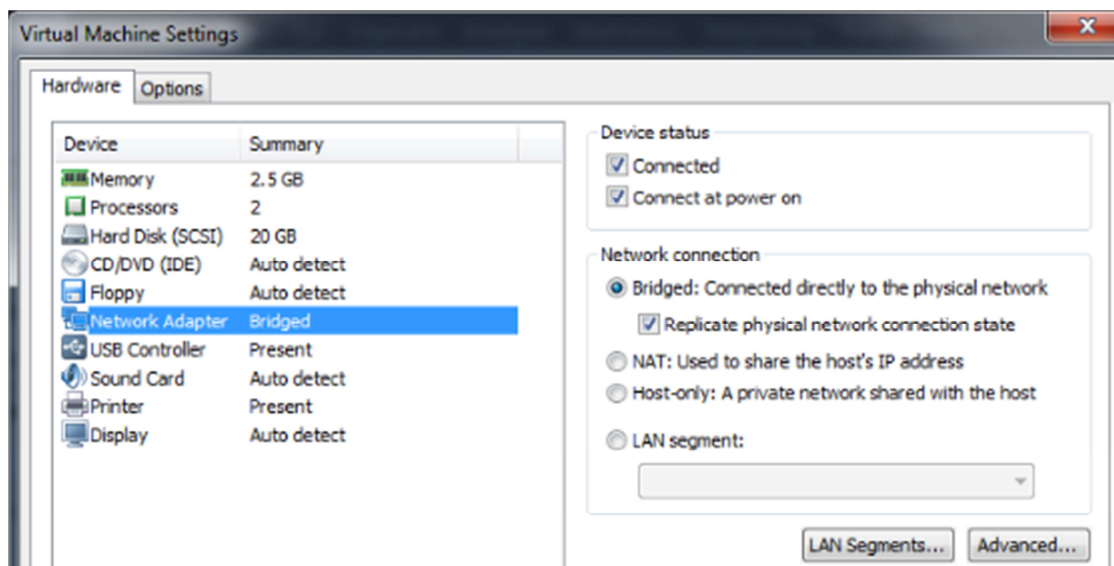 Virtual Machine Settings
Hardware Options
Device Summary
Memory 2.5 GB
Processors 2
Hard Disk (SCSI) 20 GB
CD/DVD (IDE) Auto detect
Floppy Auto detect
Network Adapter Bridged
USB Controller Present
Sound Card Auto detect
Printer Present
Display Auto detect
Device status
Connected
Connect at power on
Network connection
Bridged: Connected directly to the physical network
Replicate physical network connection state
NAT: Used to share the host's IP address
Host-only: A private network shared with the host
LAN segment:
LAN Segments... Advanced...